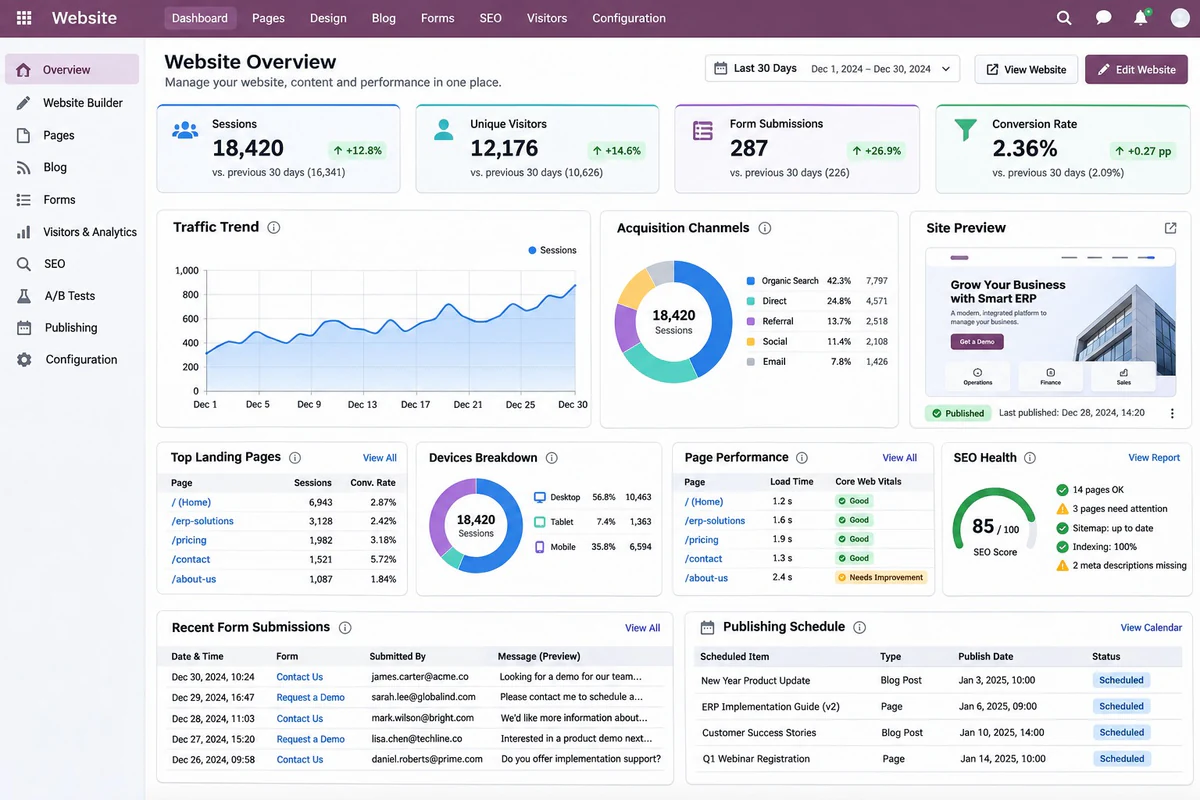 Website
Dashboard Pages Design Blog Forms SEO Visitors Configuration
Overview
Website Builder
Pages
Blog
Forms
Visitors & Analytics
SEO
A/B Tests
Publishing
Configuration
Website Overview
Manage your website, content and performance in one place.
Last 30 Days Dec 1, 2024 – Dec 30, 2024
View Website
Edit Website
Sessions
18,420 +12.8%
vs. previous 30 days (16,341)
Unique Visitors
12,176 +14.6%
vs. previous 30 days (10,626)
Form Submissions
287 +26.9%
vs. previous 30 days (226)
Conversion Rate
2.36% +0.27 pp
vs. previous 30 days (2.09%)
Traffic Trend
Sessions
1,000
800
600
400
200
0
Dec 1 Dec 5 Dec 9 Dec 13 Dec 17 Dec 21 Dec 25 Dec 30
Acquisition Channels
18,420
Sessions
Organic Search 42.3% 7,797
Direct 24.8% 4,571
Referral 13.7% 2,518
Social 11.4% 2,108
Email 7.8% 1,426
Site Preview
Grow Your Business
with Smart ERP
A modern, integrated platform to
manage your business.
Get a Demo
Operations Finance Sales
Published Last published: Dec 28, 2024, 14:20
Top Landing Pages View All
Page Sessions Conv. Rate
/ (Home) 6,943 2.87%
/erp-solutions 3,128 2.42%
/pricing 1,982 3.18%
/contact 1,521 5.72%
/about-us 1,087 1.84%
Devices Breakdown
18,420
Sessions
Desktop 56.8% 10,463
Tablet 7.4% 1,363
Mobile 35.8% 6,594
Page Performance View All
Page Load Time Core Web Vitals
/ (Home) 1.2 s Good
/erp-solutions 1.6 s Good
/pricing 1.9 s Good
/contact 1.3 s Good
/about-us 2.4 s Needs Improvement
SEO Health View Report
85 / 100
SEO Score
14 pages OK
3 pages need attention
Sitemap: up to date
Indexing: 100%
2 meta descriptions missing
Recent Form Submissions View All
Date & Time Form Submitted By Message (Preview)
Dec 30, 2024, 10:24 Contact Us james.carter@acme.co Looking for a demo for our team...
Dec 29, 2024, 16:47 Request a Demo sarah.lee@globalind.com Please contact me to schedule a...
Dec 28, 2024, 11:03 Contact Us mark.wilson@bright.com We'd like more information about...
Dec 27, 2024, 15:20 Request a Demo lisa.chen@techline.co Interested in a product demo next...
Dec 26, 2024, 09:58 Contact Us daniel.roberts@prime.com Do you offer implementation support?
Publishing Schedule View Calendar
Scheduled Item Type Publish Date Status
New Year Product Update Blog Post Jan 3, 2025, 10:00 Scheduled
ERP Implementation Guide (v2) Page Jan 6, 2025, 09:00 Scheduled
Customer Success Stories Blog Post Jan 10, 2025, 14:00 Scheduled
Q1 Webinar Registration Page Jan 14, 2025, 10:00 Scheduled